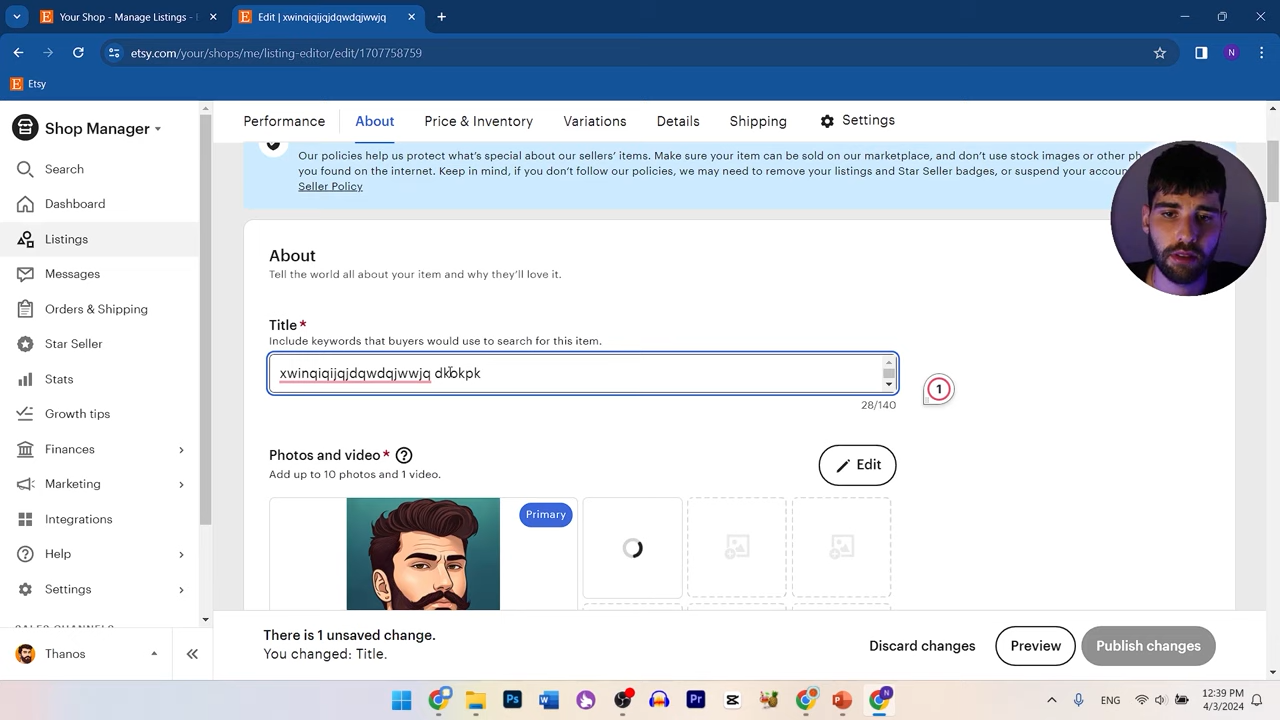 Your Shop - Manage Listings - E
Edit | xwinqiqijqjdqwdqjwwjq
etsy.com/your/shops/me/listing-editor/edit/1707758759
N
Etsy
Shop Manager
Performance
About
Price & Inventory
Variations
Details
Shipping
Settings
Search
Dashboard
Listings
Messages
Orders & Shipping
Star Seller
Stats
Growth tips
Finances
Marketing
Integrations
Help
Settings
Thanos
Our policies help us protect what's special about our sellers' items. Make sure your item can be sold on our marketplace, and don't use stock images or other
you found on the internet. Keep in mind, if you don't follow our policies, we may need to remove your listings and Star Seller badges, or suspend your
Seller Policy
About
Tell the world all about your item and why they'll love it.
Title *
Include keywords that buyers would use to search for this item.
xwinqiqijqjdqwdqjwwjq dkokpk
28/140
1
Photos and video *
Add up to 10 photos and 1 video.
Edit
Primary
There is 1 unsaved change.
You changed: Title.
Discard changes
Preview
Publish changes
ENG
12:39 PM
4/3/2024